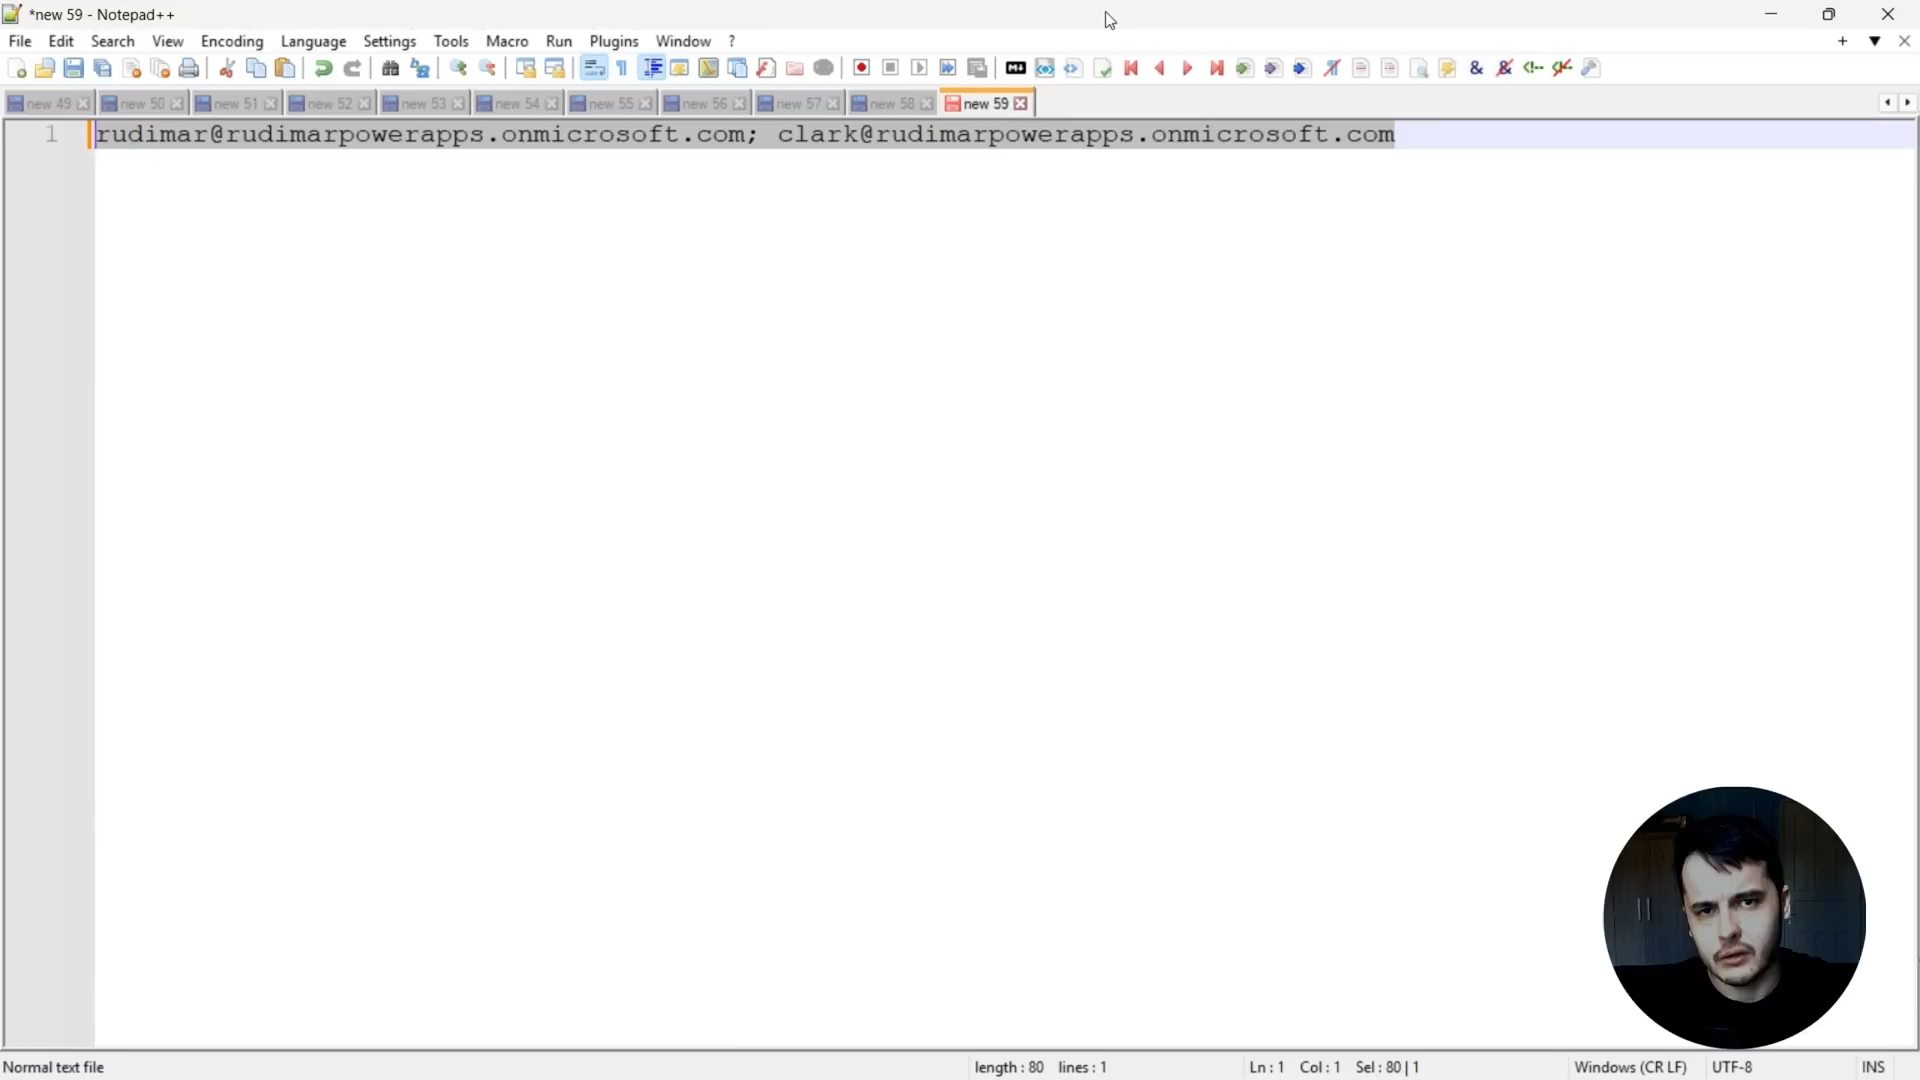 *new 59 - Notepad++
File Edit Search View Encoding Language Settings Tools Macro Run Plugins Window ?
new 49 new 50 new 51 new 52 new 53 new 54 new 55 new 56 new 57 new 58 new 59
1 rudimar@rudimarpowerapps.onmicrosoft.com; clark@rudimarpowerapps.onmicrosoft.com
Normal text file length : 80 lines : 1 Ln : 1 Col : 1 Sel : 80 | 1 Windows (CR LF) UTF-8 INS